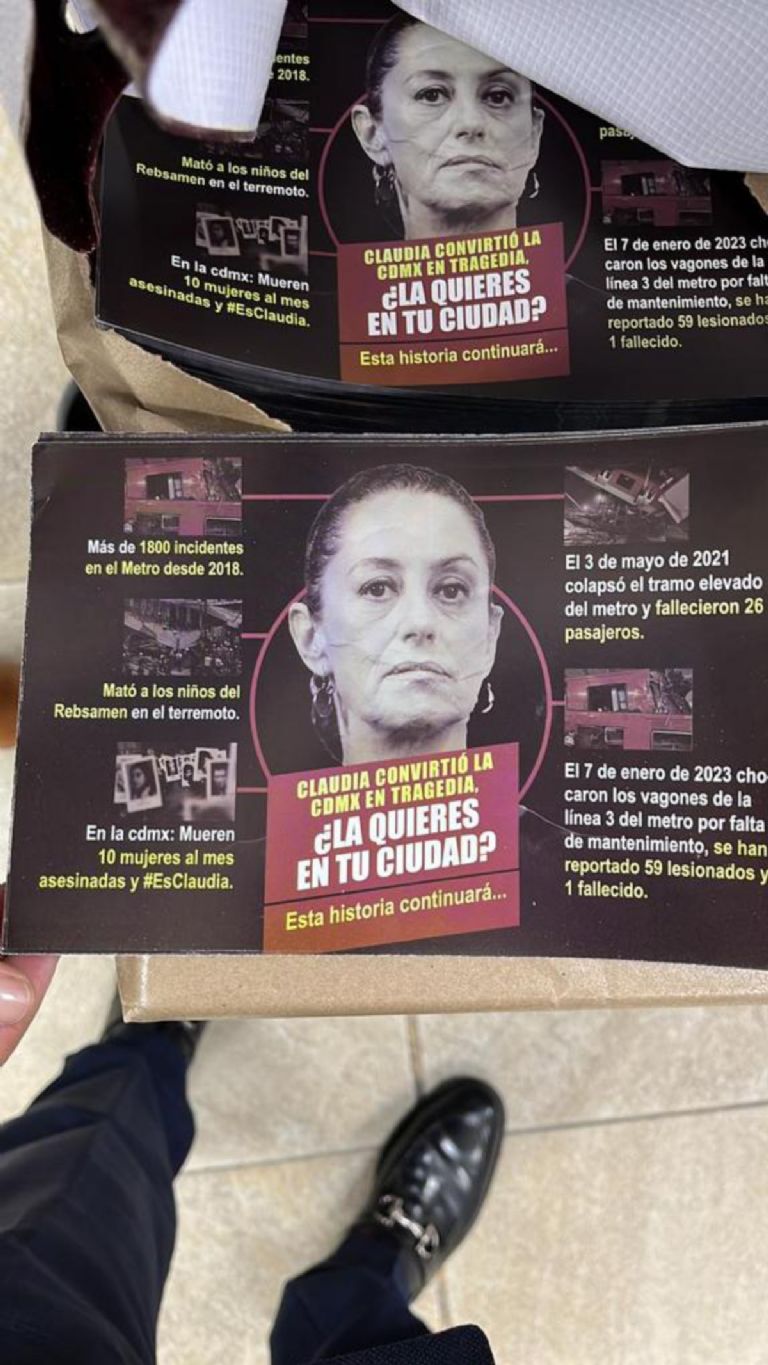 entes
2018.
Mató a los niños del
Rebsamen en el terremoto.
En la cdmx: Mueren
10 mujeres al mes
asesinadas y #EsClaudia.
CLAUDIA CONVIRTIÓ LA
CDMX EN TRAGEDIA,
¿LA QUIERES
EN TU CIUDAD?
Esta historia continuará...
pasaj
El 7 de enero de 2023 cho
caron los vagones de la
línea 3 del metro por falt
de mantenimiento, se ha
reportado 59 lesionados
1 fallecido.
Más de 1800 incidentes
en el Metro desde 2018.
Mató a los niños del
Rebsamen en el terremoto.
En la cdmx: Mueren
10 mujeres al mes
asesinadas y #EsClaudia.
CLAUDIA CONVIRTIÓ LA
CDMX EN TRAGEDIA,
¿LA QUIERES
EN TU CIUDAD?
Esta historia continuará...
El 3 de mayo de 2021
colapsó el tramo elevado
del metro y fallecieron 26
pasajeros.
El 7 de enero de 2023 cho-
caron los vagones de la
línea 3 del metro por falta
de mantenimiento, se han
reportado 59 lesionados y
1 fallecido.